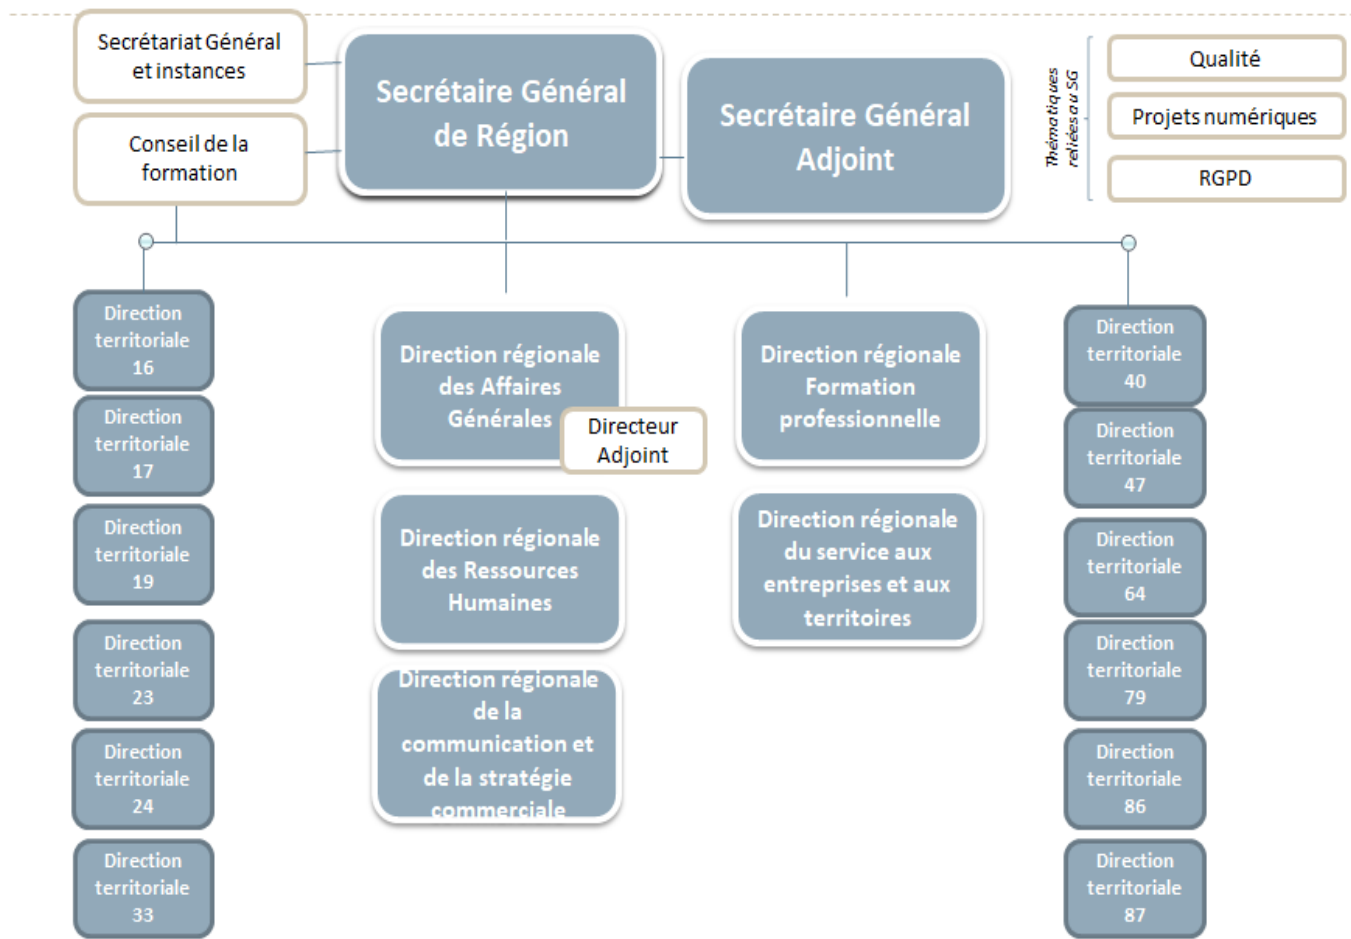 Secrétariat Général
et instances
Conseil de la
formation
Secrétaire Général
de Région
Secrétaire Général
Adjoint
Thématiques
reliées au SG
Qualité
Projets numériques
RGPD
Direction
territoriale
16
Direction
territoriale
17
Direction
territoriale
19
Direction
territoriale
23
Direction
territoriale
24
Direction
territoriale
33
Direction régionale
des Affaires
Générales
Directeur
Adjoint
Direction régionale
des Ressources
Humaines
Direction régionale
de la
communication et
de la stratégie
commerciale
Direction régionale
Formation
professionnelle
Direction régionale
du service aux
entreprises et aux
territoires
Direction
territoriale
40
Direction
territoriale
47
Direction
territoriale
64
Direction
territoriale
79
Direction
territoriale
86
Direction
territoriale
87